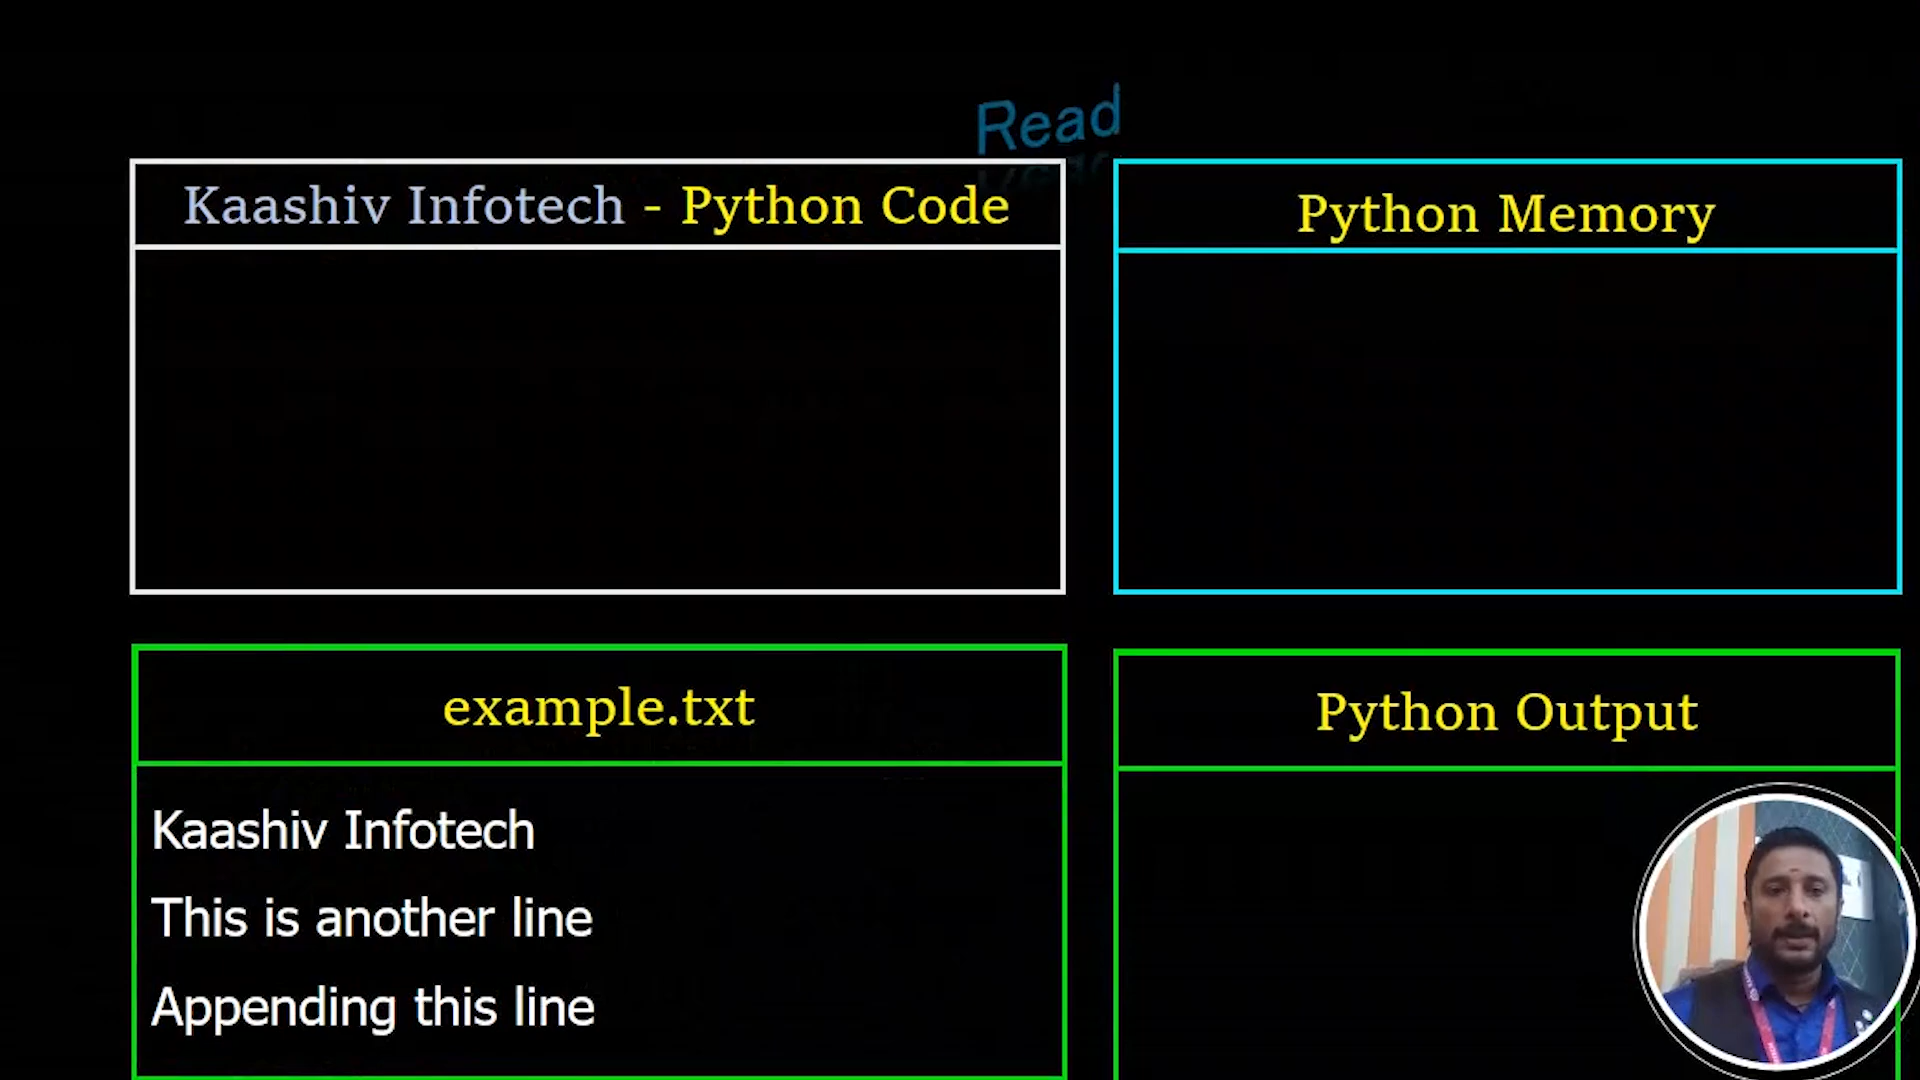 Read
Kaashiv Infotech - Python Code
Python Memory
example.txt
Kaashiv Infotech
This is another line
Appending this line
Python Output